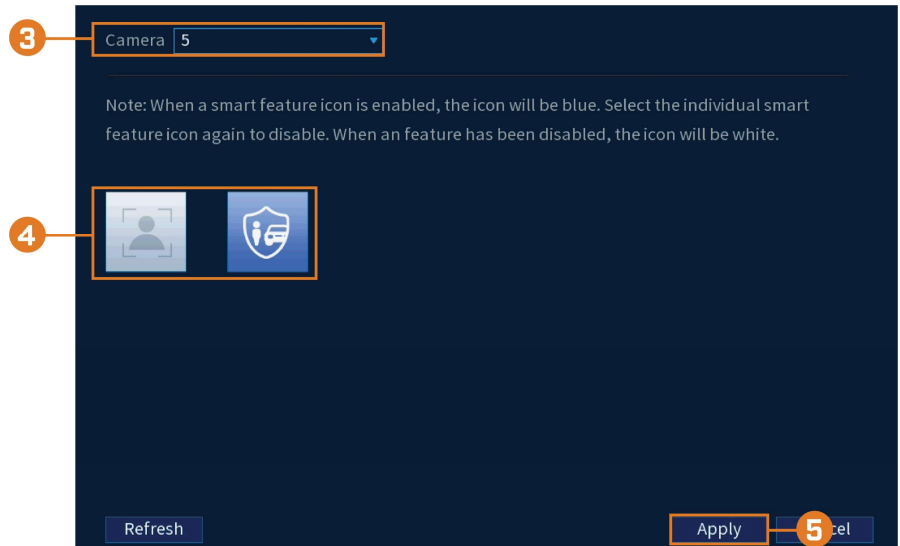 3
Camera 5
Note: When a smart feature icon is enabled, the icon will be blue. Select the individual smart
feature icon again to disable. When an feature has been disabled, the icon will be white.
4
Refresh
Apply
5
cel